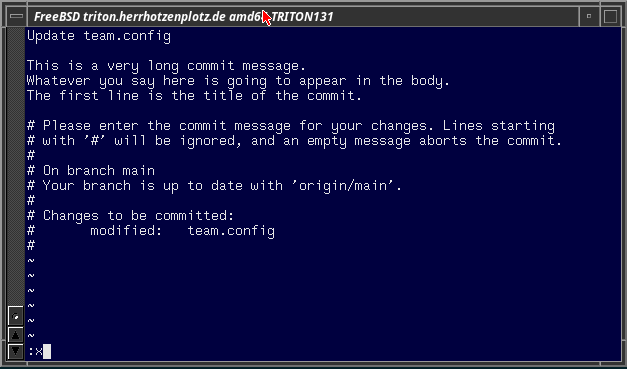 FreeBSD triton.herrhotzenplotz.de amd64 TRITON131
Update team.config
This is a very long commit message.
Whatever you say here is going to appear in the body.
The first line is the title of the commit.
# Please enter the commit message for your changes. Lines starting
# with '#' will be ignored, and an empty message aborts the commit.
#
# On branch main
# Your branch is up to date with 'origin/main'.
#
# Changes to be committed:
#       modified:   team.config
#
~
~
~
~
~
~
:x